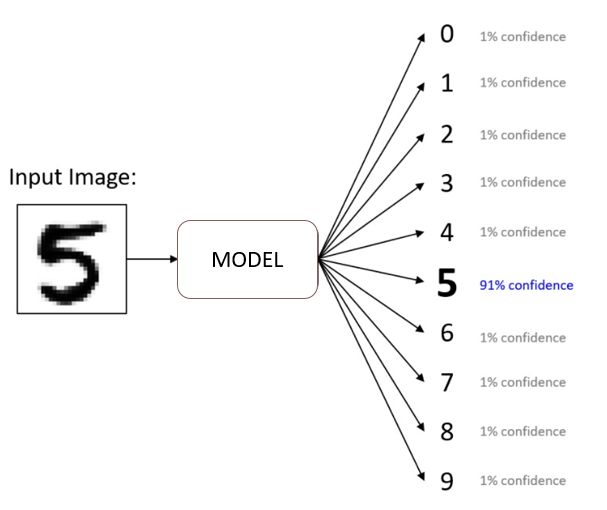 Input Image:
5
MODEL
0 1% confidence
1 1% confidence
2 1% confidence
3 1% confidence
4 1% confidence
5 91% confidence
6 1% confidence
7 1% confidence
8 1% confidence
9 1% confidence